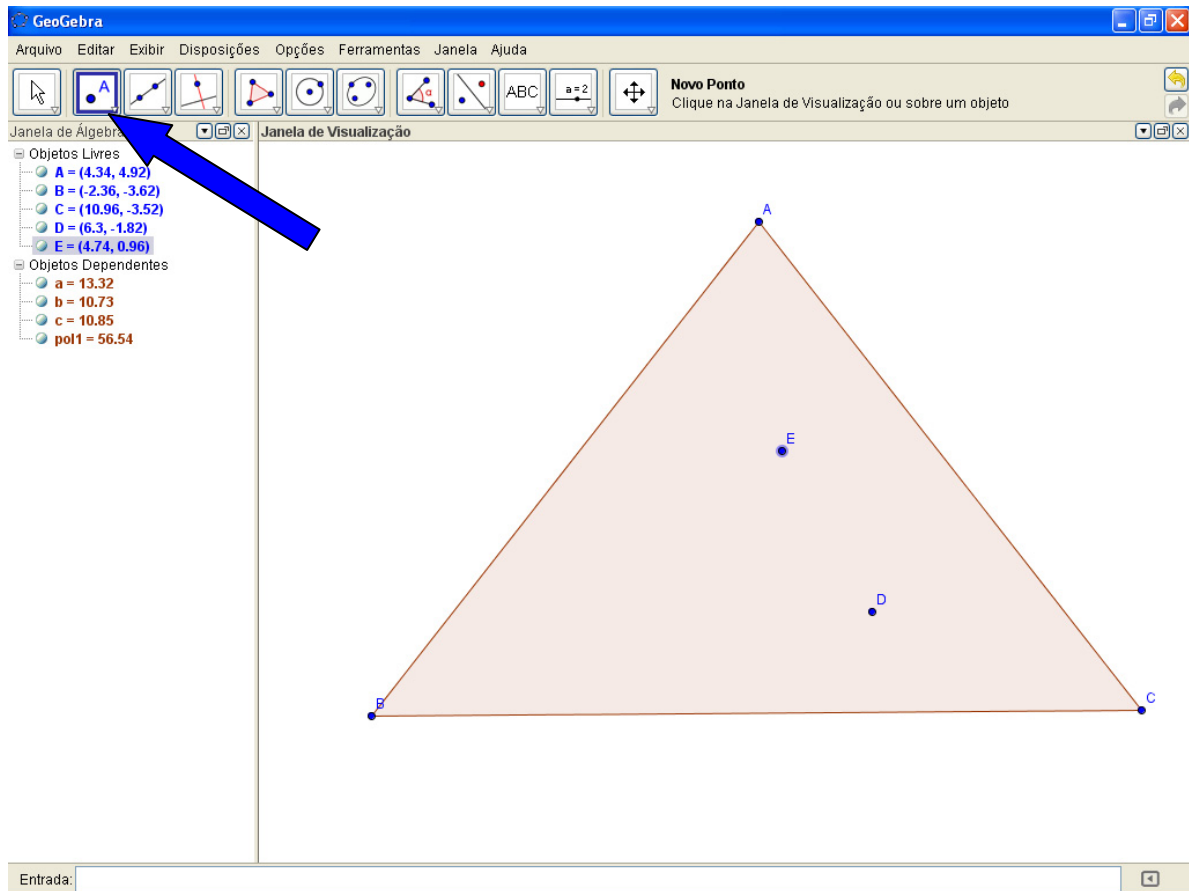 GeoGebra
Arquivo Editar Exibir Disposições Opções Ferramentas Janela Ajuda
A α ABC a = 2
Novo Ponto
Clique na Janela de Visualização ou sobre um objeto
Janela de Álgebra
Janela de Visualização
Objetos Livres
A = (4.34, 4.92)
B = (-2.36, -3.62)
C = (10.96, -3.52)
D = (6.3, -1.82)
E = (4.74, 0.96)
Objetos Dependentes
a = 13.32
b = 10.73
c = 10.85
pol1 = 56.54
A
E
D
B
C
Entrada: